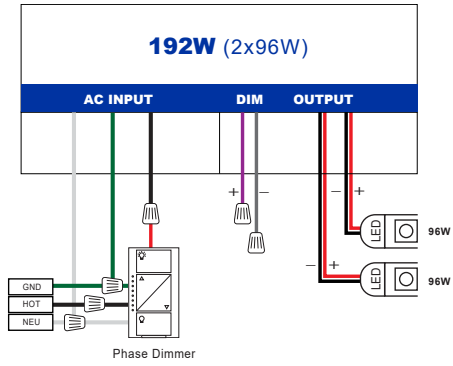 192W (2x96W)
AC INPUT DIM OUTPUT
+ − − +
LED 96W
− +
LED 96W
GND
HOT
NEU
Phase Dimmer